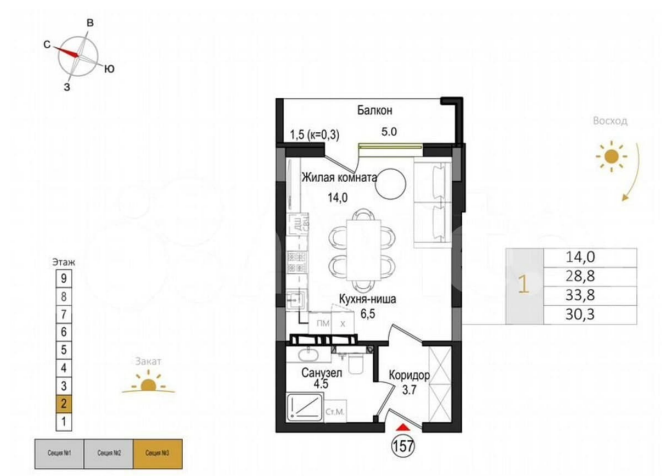 В
С
Ю
З
Балкон
1,5 (к=0,3)
5.0
Восход
Жилая комната
14,0
ДШ
СВЧ
Этаж
9
8
7
6
5
4
3
2
1
Кухня-ниша
6,5
ПМ
Х
1
14,0
28,8
33,8
30,3
Закат
Санузел
4.5
Коридор
3.7
Ст.М.
157
Секция №1
Секция №2
Секция №3